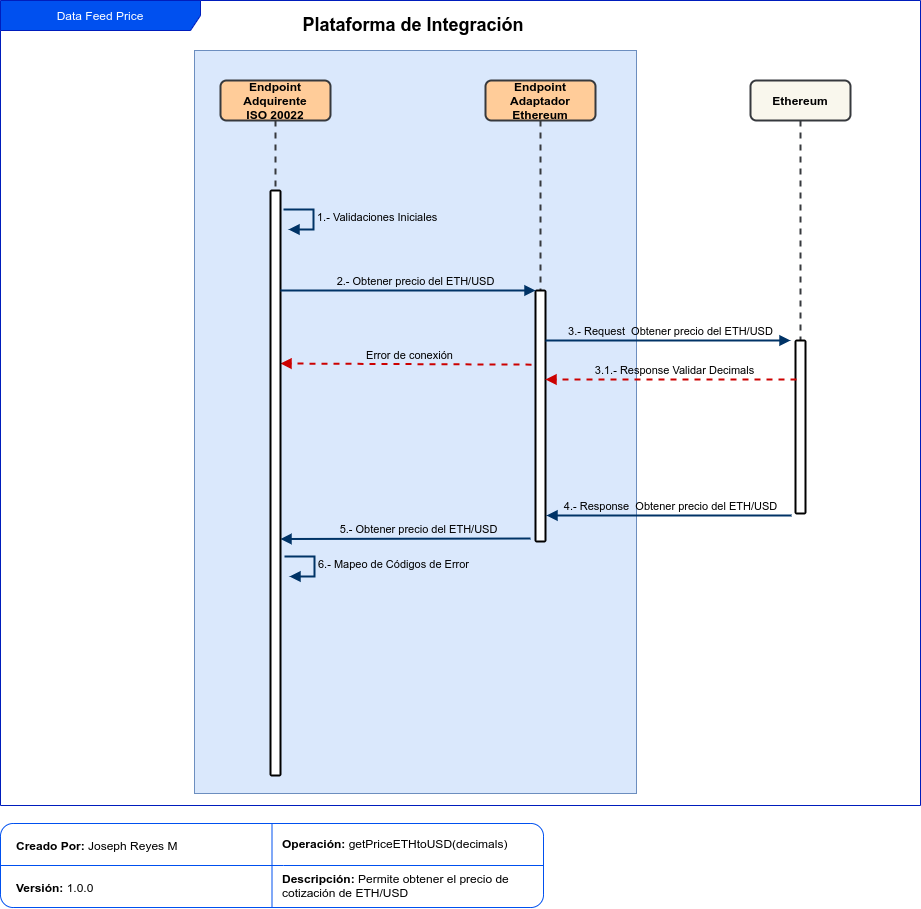 Data Feed Price
Plataforma de Integración
Endpoint
Adquirente
ISO 20022
Endpoint
Adaptador
Ethereum
Ethereum
1.- Validaciones Iniciales
2.- Obtener precio del ETH/USD
3.- Request  Obtener precio del ETH/USD
Error de conexión
3.1.- Response Validar Decimals
4.- Response  Obtener precio del ETH/USD
5.- Obtener precio del ETH/USD
6.- Mapeo de Códigos de Error
Creado Por: Joseph Reyes M
Operación: getPriceETHtoUSD(decimals)
Versión: 1.0.0
Descripción: Permite obtener el precio de
cotización de ETH/USD